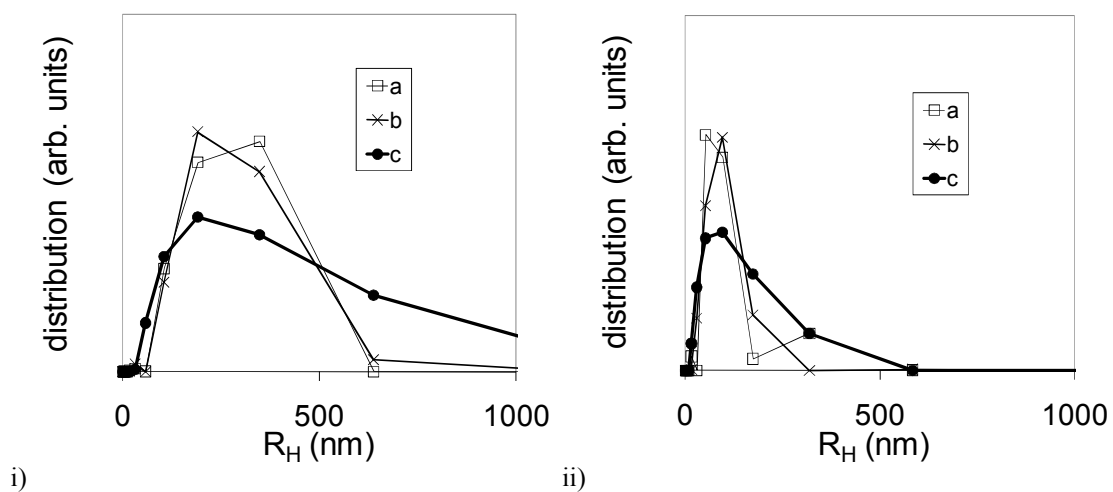 distribution (arb. units)
a
b
c
0
500
1000
R_H (nm)
i)
distribution (arb. units)
a
b
c
0
500
1000
R_H (nm)
ii)